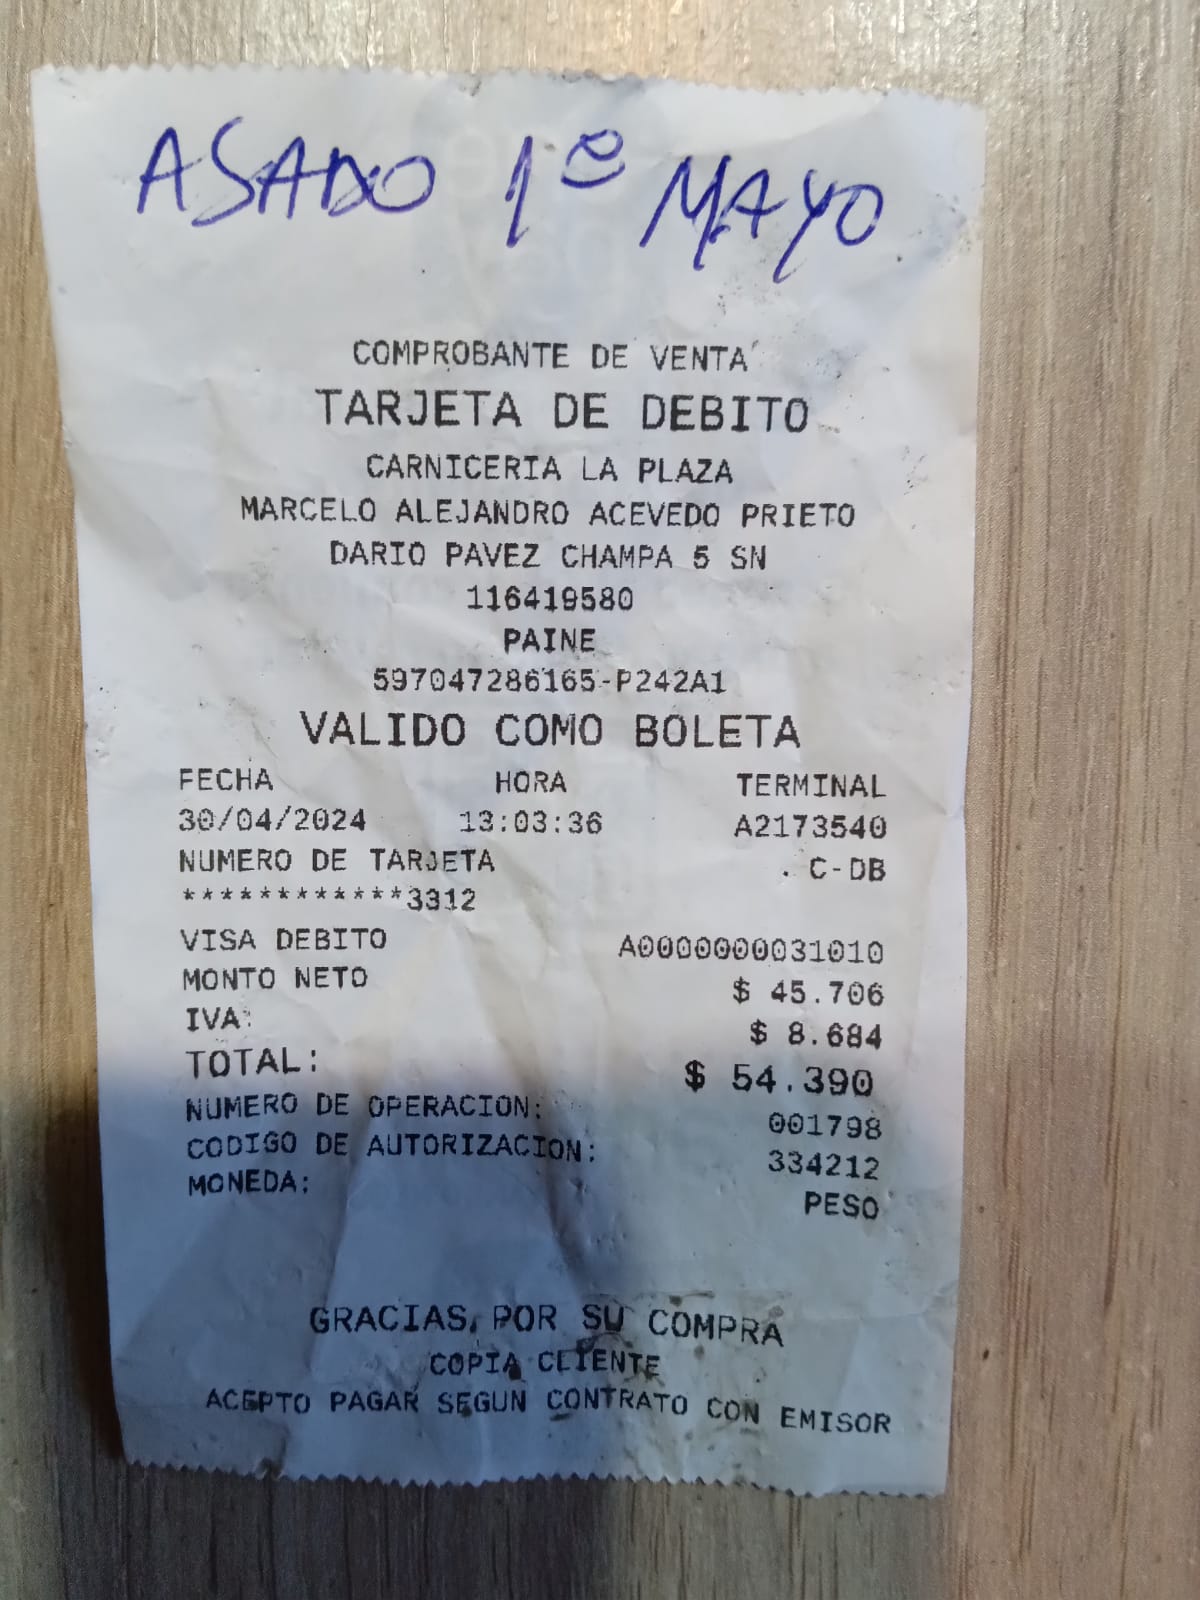 ASADO 1º MAYO
COMPROBANTE DE VENTA
TARJETA DE DEBITO
CARNICERIA LA PLAZA
MARCELO ALEJANDRO ACEVEDO PRIETO
DARIO PAVEZ CHAMPA 5 SN
116419580
PAINE
597047286165-P242A1
VALIDO COMO BOLETA
FECHA HORA TERMINAL
30/04/2024 13:03:36 A2173540
NUMERO DE TARJETA . C-DB
************3312
VISA DEBITO A0000000031010
MONTO NETO $ 45.706
IVA: $ 8.684
TOTAL: $ 54.390
NUMERO DE OPERACION: 001798
CODIGO DE AUTORIZACION: 334212
MONEDA: PESO
GRACIAS POR SU COMPRA
COPIA CLIENTE
ACEPTO PAGAR SEGUN CONTRATO CON EMISOR